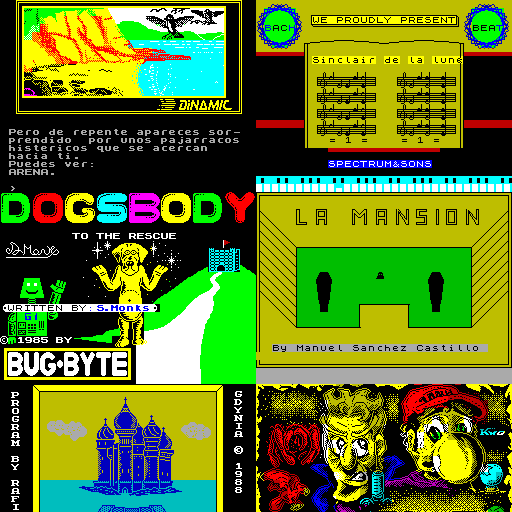 DiNAMIC
Pero de repente apareces sor-
prendido por unos pajarracos
histericos que se acercan
hacia ti.
Puedes ver:
ARENA.
>
WE PROUDLY PRESENT
BACH
BEAT
Sinclair de la lune
= 1 =
= 1 =
SPECTRUM&SONS
DOGSBODY
TO THE RESCUE
WRITTEN BY: S.Monks
© 1985 BY
BUG-BYTE
LA MANSION
By Manuel Sanchez Castillo
PROGRAM BY RAFI
GDYNIA © 1988